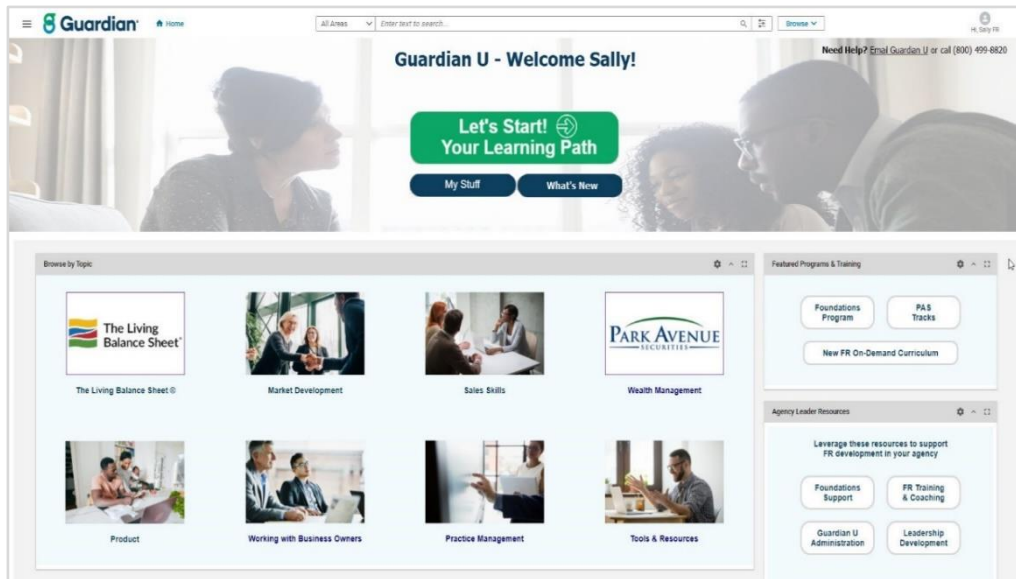 Guardian
Home
All Areas
Enter text to search...
Browse
Hi, Sally FR
Guardian U - Welcome Sally!
Need Help? Email Guardian U or call (800) 499-8820
Let's Start!
Your Learning Path
My Stuff
What's New
Browse by Topic
The Living
Balance Sheet®
PARK AVENUE
SECURITIES
The Living Balance Sheet ®
Market Development
Sales Skills
Wealth Management
Product
Working with Business Owners
Practice Management
Tools & Resources
Featured Programs & Training
Foundations
Program
PAS
Tracks
New FR On-Demand Curriculum
Agency Leader Resources
Leverage these resources to support
FR development in your agency
Foundations
Support
FR Training
& Coaching
Guardian U
Administration
Leadership
Development